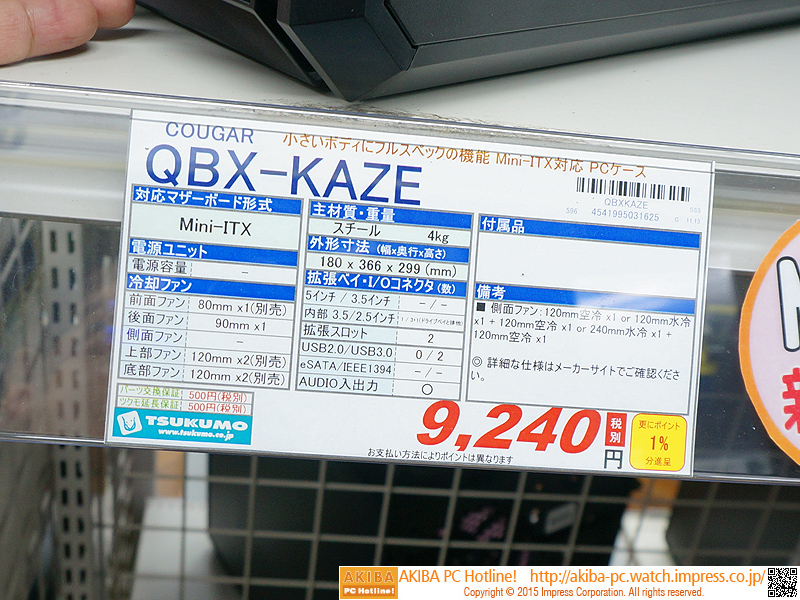 COUGAR
小さいボディにフルスペックの機能 Mini-ITX対応 PCケース
QBX-KAZE
QBXKAZE
4541995031625
対応マザーボード形式
Mini-ITX
電源ユニット
電源容量 -
冷却ファン
前面ファン 80mm x1(別売)
後面ファン 90mm x1
側面ファン -
上部ファン 120mm x2(別売)
底部ファン 120mm x2(別売)
主材質・重量
スチール 4kg
外形寸法 (幅x奥行x高さ)
180 x 366 x 299 (mm)
拡張ベイ・I/Oコネクタ(数)
5インチ / 3.5インチ -/-
内部 3.5/2.5インチ
拡張スロット 2
USB2.0/USB3.0 0 / 2
eSATA/IEEE1394 -/-
AUDIO入出力 〇
付属品
備考
■ 側面ファン:120mm空冷 x1 or 120mm水冷
x1 + 120mm空冷 x1 or 240mm水冷 x1 +
120mm空冷 x1
◎ 詳細な仕様はメーカーサイトでご確認くださ
い。
パーツ交換保証 500円(税別)
ツクモ延長保証 500円(税別)
TSUKUMO
www.tsukumo.co.jp
9,240円
税別
更にポイント
1%
分進呈
お支払い方法によりポイントは異なります
AKIBA
PC Hotline!
AKIBA PC Hotline! http://akiba-pc.watch.impress.co.jp/
Copyright © 2015 Impress Corporation. All rights reserved.